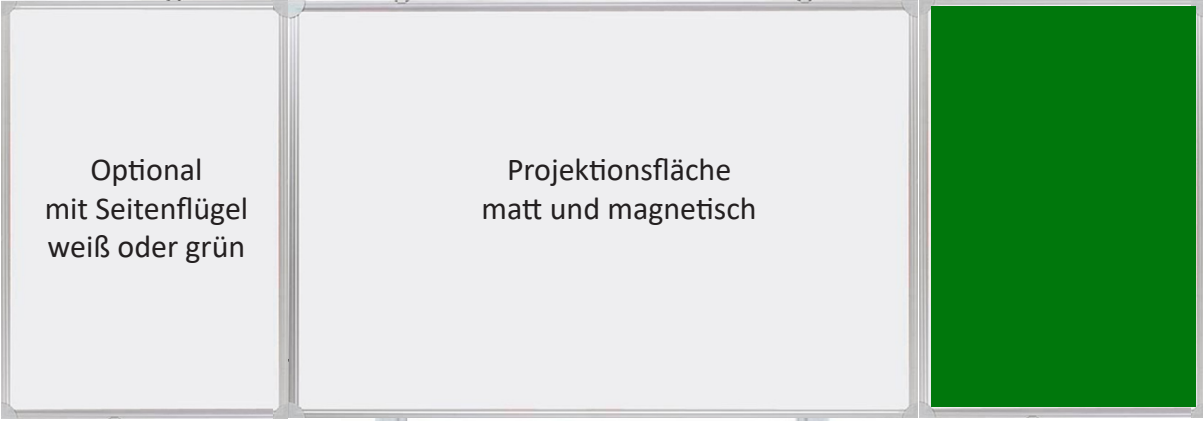 Optional
mit Seitenflügel
weiß oder grün
Projektionsfläche
matt und magnetisch